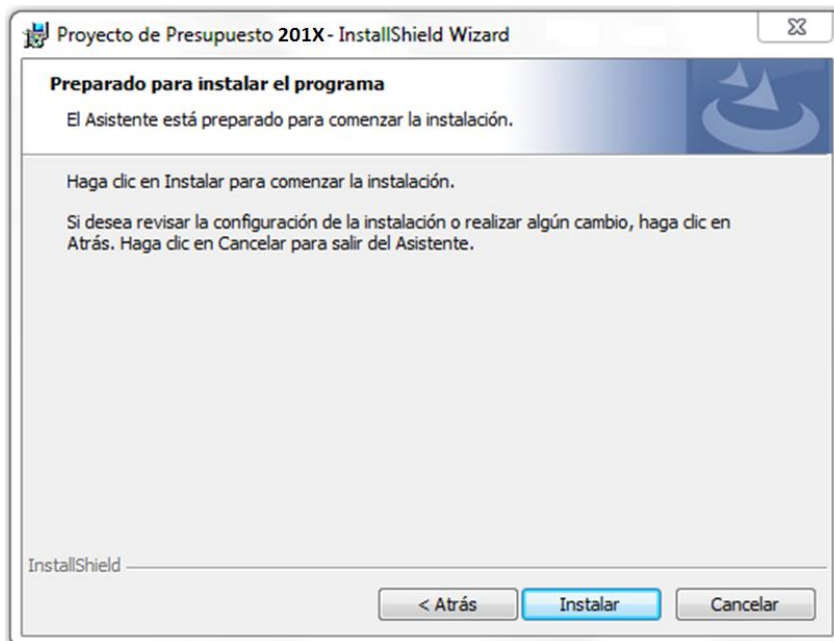 Proyecto de Presupuesto 201X - InstallShield Wizard
Preparado para instalar el programa
El Asistente está preparado para comenzar la instalación.
Haga clic en Instalar para comenzar la instalación.
Si desea revisar la configuración de la instalación o realizar algún cambio, haga clic en
Atrás. Haga clic en Cancelar para salir del Asistente.
InstallShield
< Atrás
Instalar
Cancelar